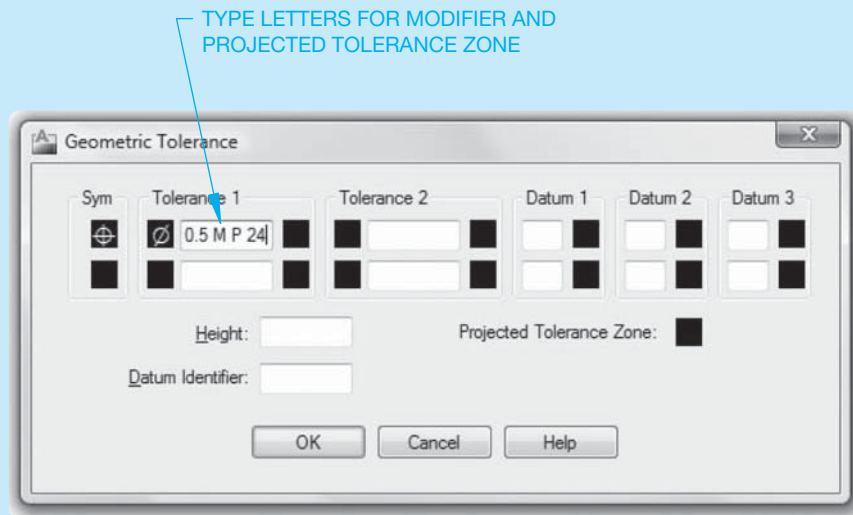 TYPE LETTERS FOR MODIFIER AND
PROJECTED TOLERANCE ZONE
Geometric Tolerance
Sym Tolerance 1 Tolerance 2 Datum 1 Datum 2 Datum 3
Ø 0.5 M P 24
Height:
Projected Tolerance Zone:
Datum Identifier:
OK Cancel Help